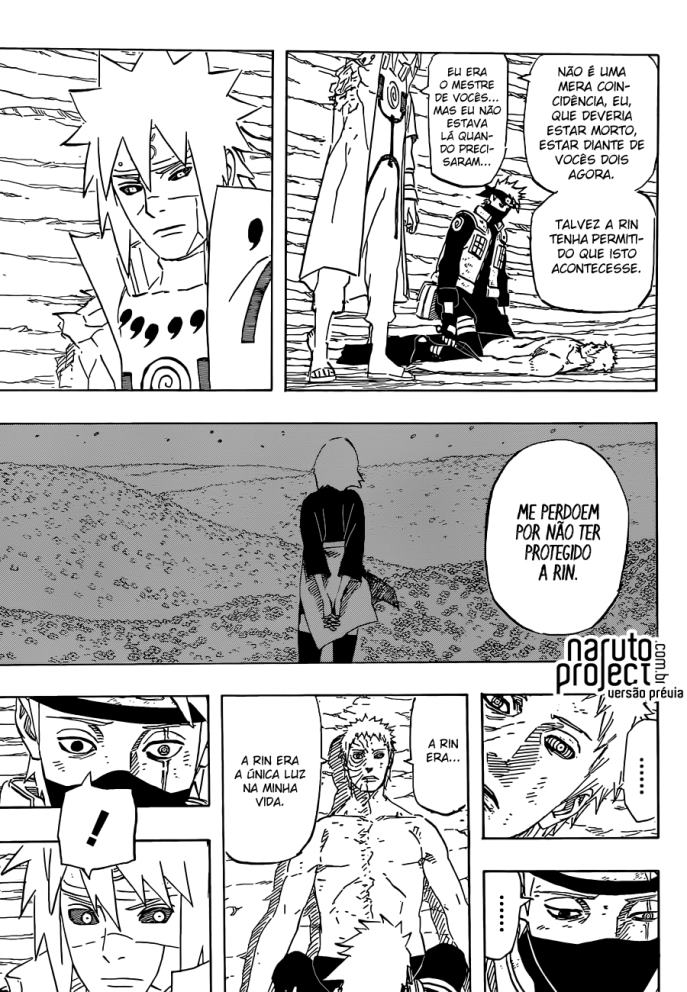 NÃO É UMA
MERA COIN-
CIDÊNCIA, EU,
QUE DEVERIA
ESTAR MORTO,
ESTAR DIANTE DE
VOCÊS DOIS
AGORA.
TALVEZ A RIN
TENHA PERMITI-
DO QUE ISTO
ACONTECESSE.
EU ERA
O MESTRE
DE VOCÊS...
MAS EU NÃO
ESTAVA
LÁ QUAN-
DO PRECI-
SARAM...
ME PERDOEM
POR NÃO TER
PROTEGIDO
A RIN.
naruto
project
.com.br
versão prévia
.......
.......
A RIN
ERA...
A RIN ERA
A ÚNICA LUZ
NA MINHA
VIDA.
!